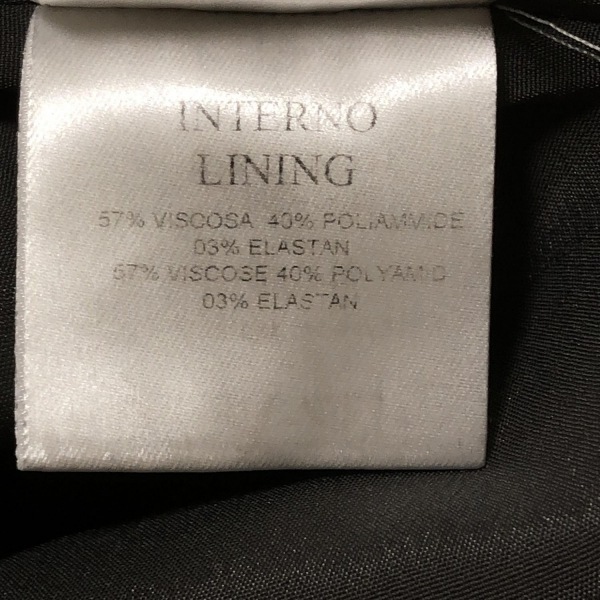 INTERNO
LINING
57% VISCOSA 40% POLIAMMIDE
03% ELASTAN
57% VISCOSE 40% POLYAMID
03% ELASTAN